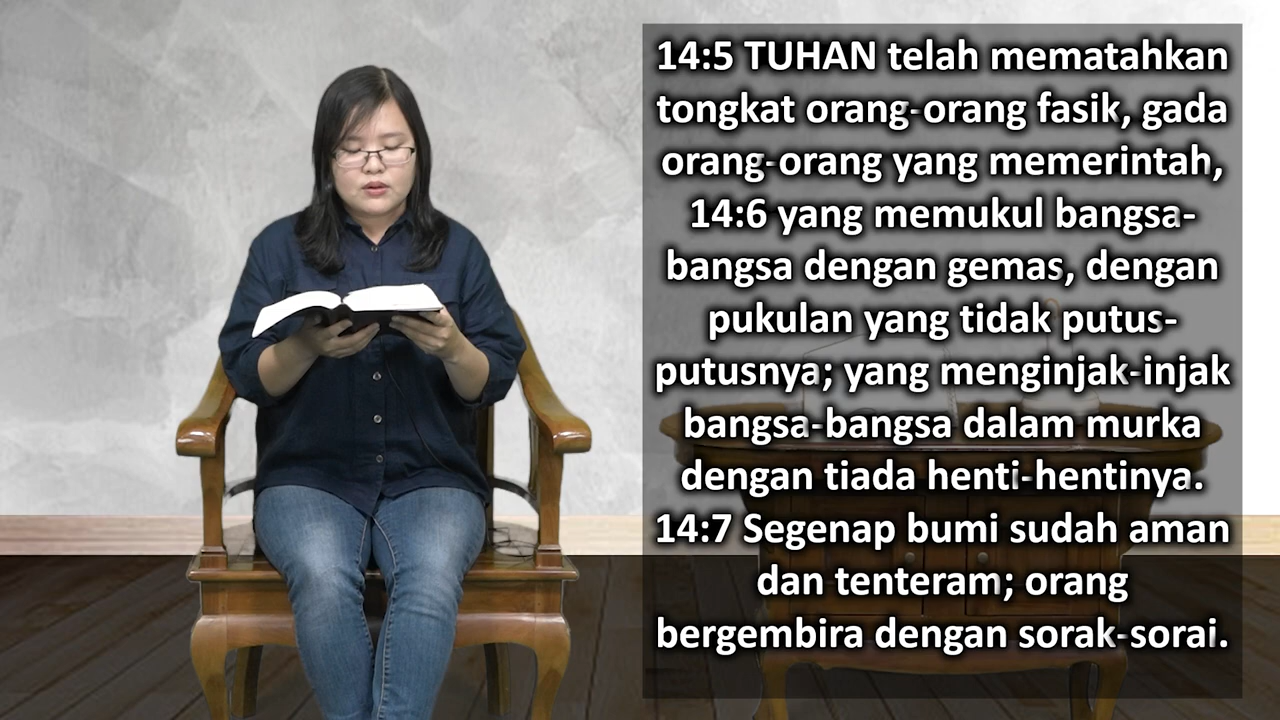 14:5 TUHAN telah mematahkan
tongkat orang-orang fasik, gada
orang-orang yang memerintah,
14:6 yang memukul bangsa-
bangsa dengan gemas, dengan
pukulan yang tidak putus-
putusnya; yang menginjak-injak
bangsa-bangsa dalam murka
dengan tiada henti-hentinya.
14:7 Segenap bumi sudah aman
dan tenteram; orang
bergembira dengan sorak-sorai.